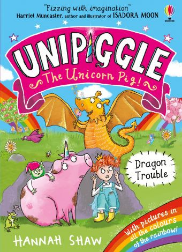 "Fizzing with imagination"
Harriet Muncaster, author and illustrator of ISADORA MOON
UNIPIGGLE
The Unicorn Pig!
Dragon
Trouble
HANNAH SHAW
With pictures in
the colours
of the rainbow!